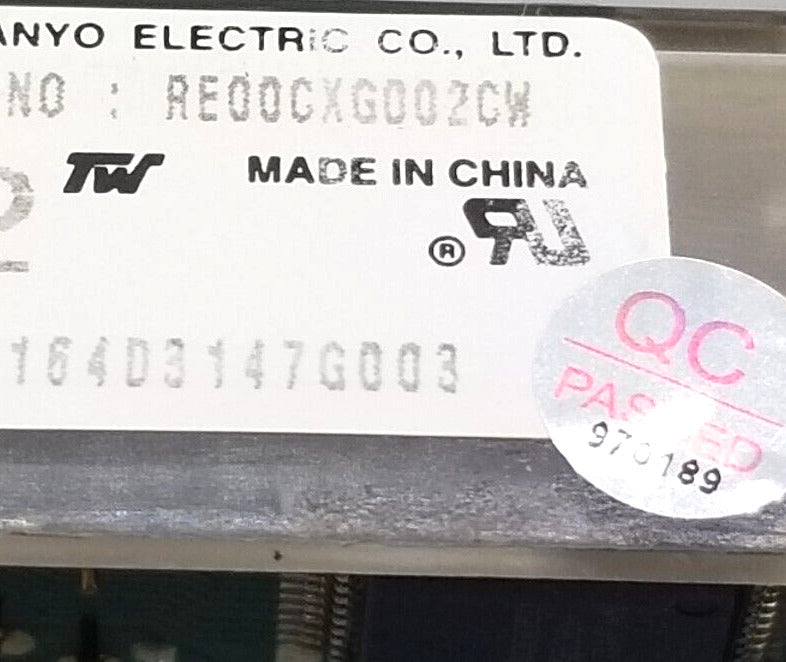 ANYO ELECTRIC CO., LTD.
NO : RE00CXG002CW
TW MADE IN CHINA
®
164D3147G003
QC
PASSED
970189